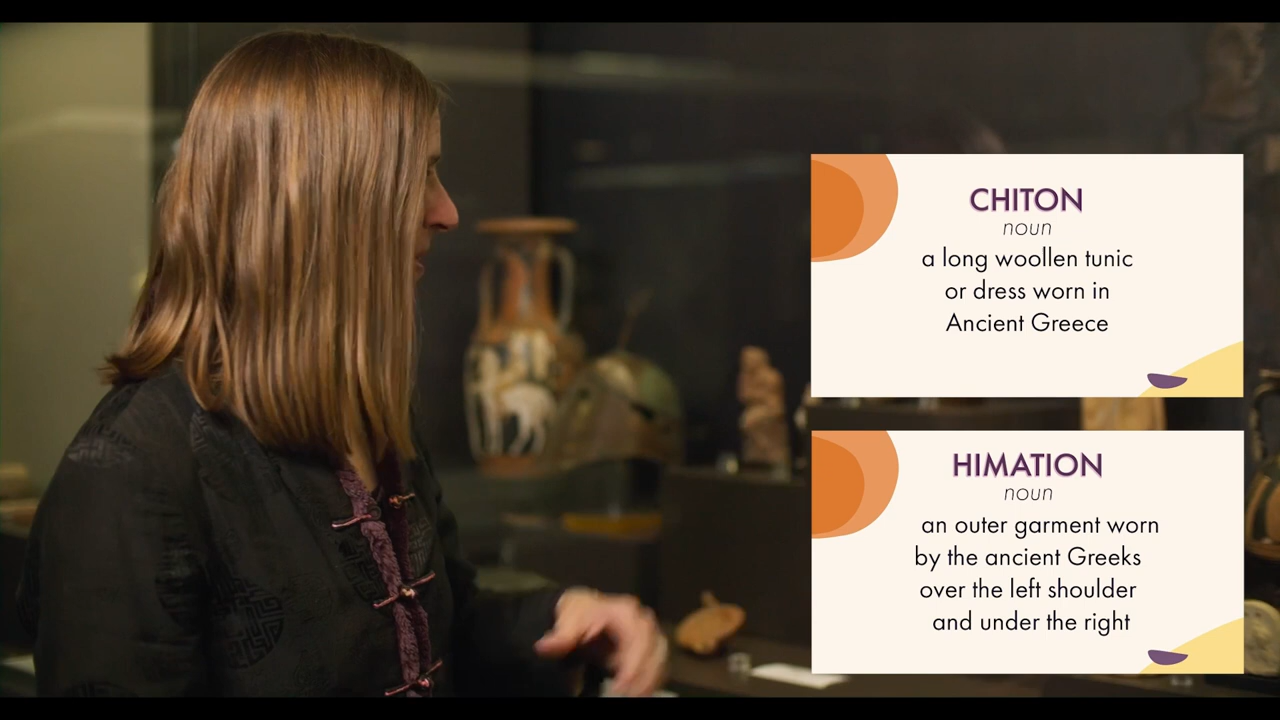 CHITON
noun
a long woollen tunic
or dress worn in
Ancient Greece
HIMATION
noun
an outer garment worn
by the ancient Greeks
over the left shoulder
and under the right